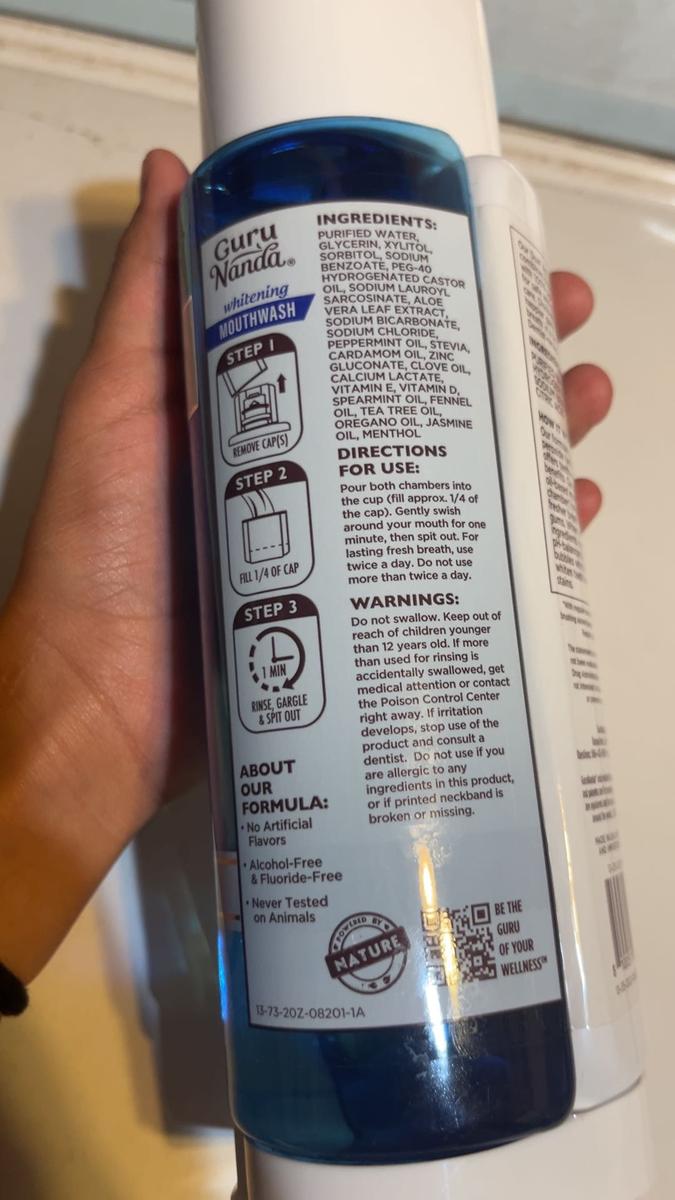 Guru
Nanda®
whitening
MOUTHWASH
STEP 1
REMOVE CAP(S)
STEP 2
FILL 1/4 OF CAP
STEP 3
1 MIN
RINSE, GARGLE
& SPIT OUT
ABOUT
OUR
FORMULA:
• No Artificial
Flavors
• Alcohol-Free
& Fluoride-Free
• Never Tested
on Animals
13-73-20Z-08201-1A
INGREDIENTS:
PURIFIED WATER,
GLYCERIN, XYLITOL,
SORBITOL, SODIUM
BENZOATE, PEG-40
HYDROGENATED CASTOR
OIL, SODIUM LAUROYL
SARCOSINATE, ALOE
VERA LEAF EXTRACT,
SODIUM BICARBONATE,
SODIUM CHLORIDE,
PEPPERMINT OIL, STEVIA,
CARDAMOM OIL, ZINC
GLUCONATE, CLOVE OIL,
CALCIUM LACTATE,
VITAMIN E, VITAMIN D,
SPEARMINT OIL, FENNEL
OIL, TEA TREE OIL,
OREGANO OIL, JASMINE
OIL, MENTHOL
DIRECTIONS
FOR USE:
Pour both chambers into
the cup (fill approx. 1/4 of
the cap). Gently swish
around your mouth for one
minute, then spit out. For
lasting fresh breath, use
twice a day. Do not use
more than twice a day.
WARNINGS:
Do not swallow. Keep out of
reach of children younger
than 12 years old. If more
than used for rinsing is
accidentally swallowed, get
medical attention or contact
the Poison Control Center
right away. If irritation
develops, stop use of the
product and consult a
dentist. Do not use if you
are allergic to any
ingredients in this product,
or if printed neckband is
broken or missing.
POWERED BY
NATURE
BE THE
GURU
OF YOUR
WELLNESS™